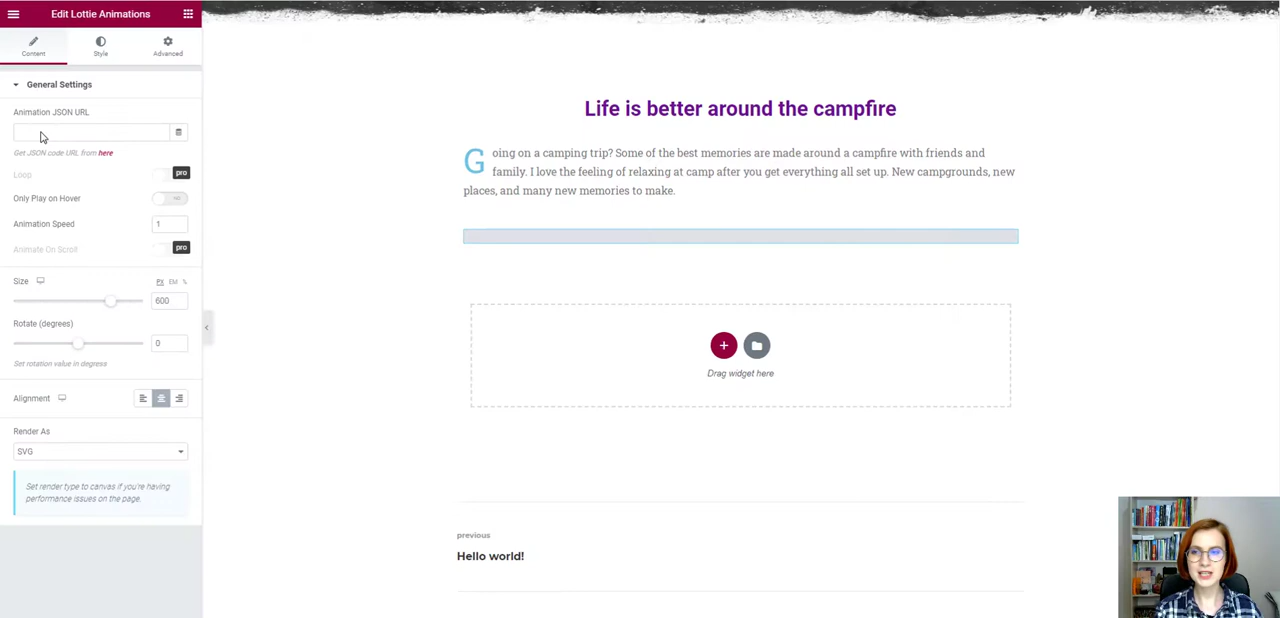 Edit Lottie Animations
Content
Style
Advanced
General Settings
Animation JSON URL
Get JSON code URL from here
Loop
pro
Only Play on Hover
NO
Animation Speed
1
Animate On Scroll
pro
Size
PX EM %
600
Rotate (degrees)
0
Set rotation value in degrees
Alignment
Render As
SVG
Set render type to canvas if you're having
performance issues on the page.
Life is better around the campfire
Going on a camping trip? Some of the best memories are made around a campfire with friends and
family. I love the feeling of relaxing at camp after you get everything all set up. New campgrounds, new
places, and many new memories to make.
Drag widget here
previous
Hello world!